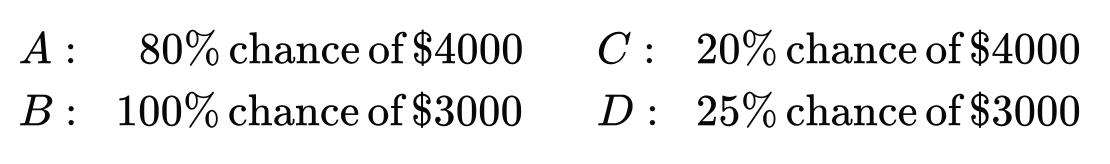 A : 80% chance of $4000 C : 20% chance of $4000
B : 100% chance of $3000 D : 25% chance of $3000